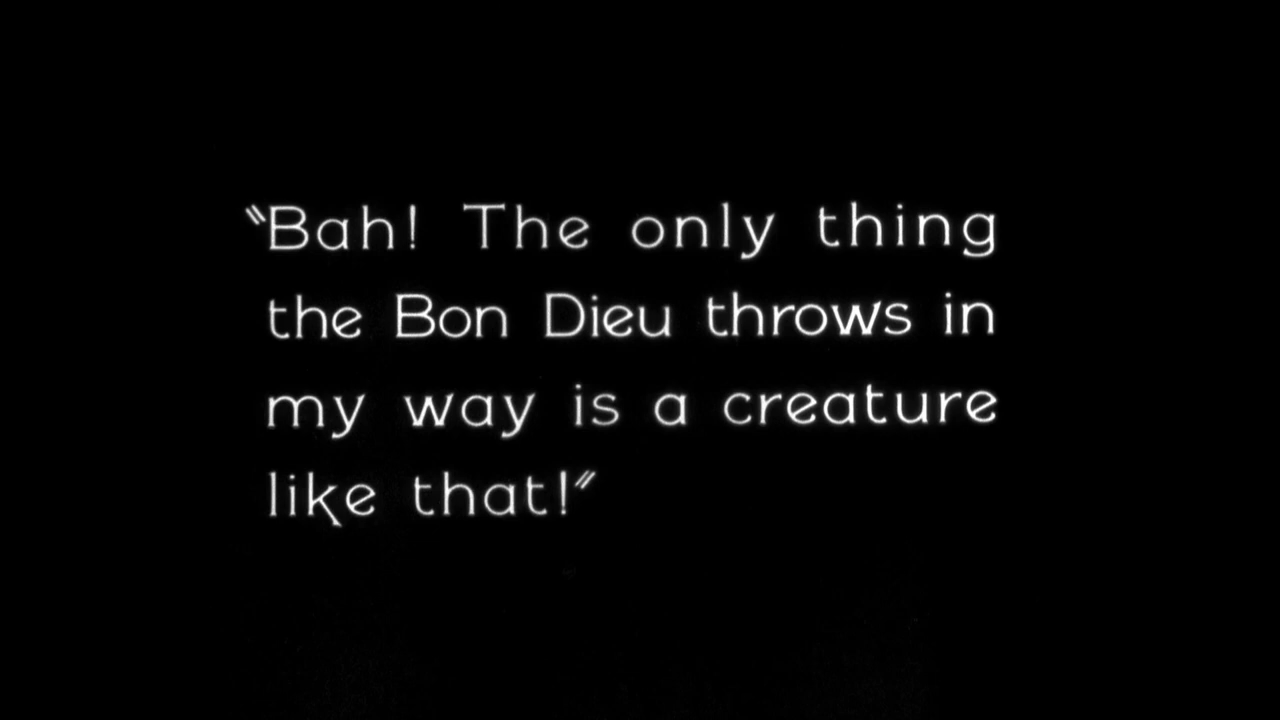 "Bah! The only thing
the Bon Dieu throws in
my way is a creature
like that!"